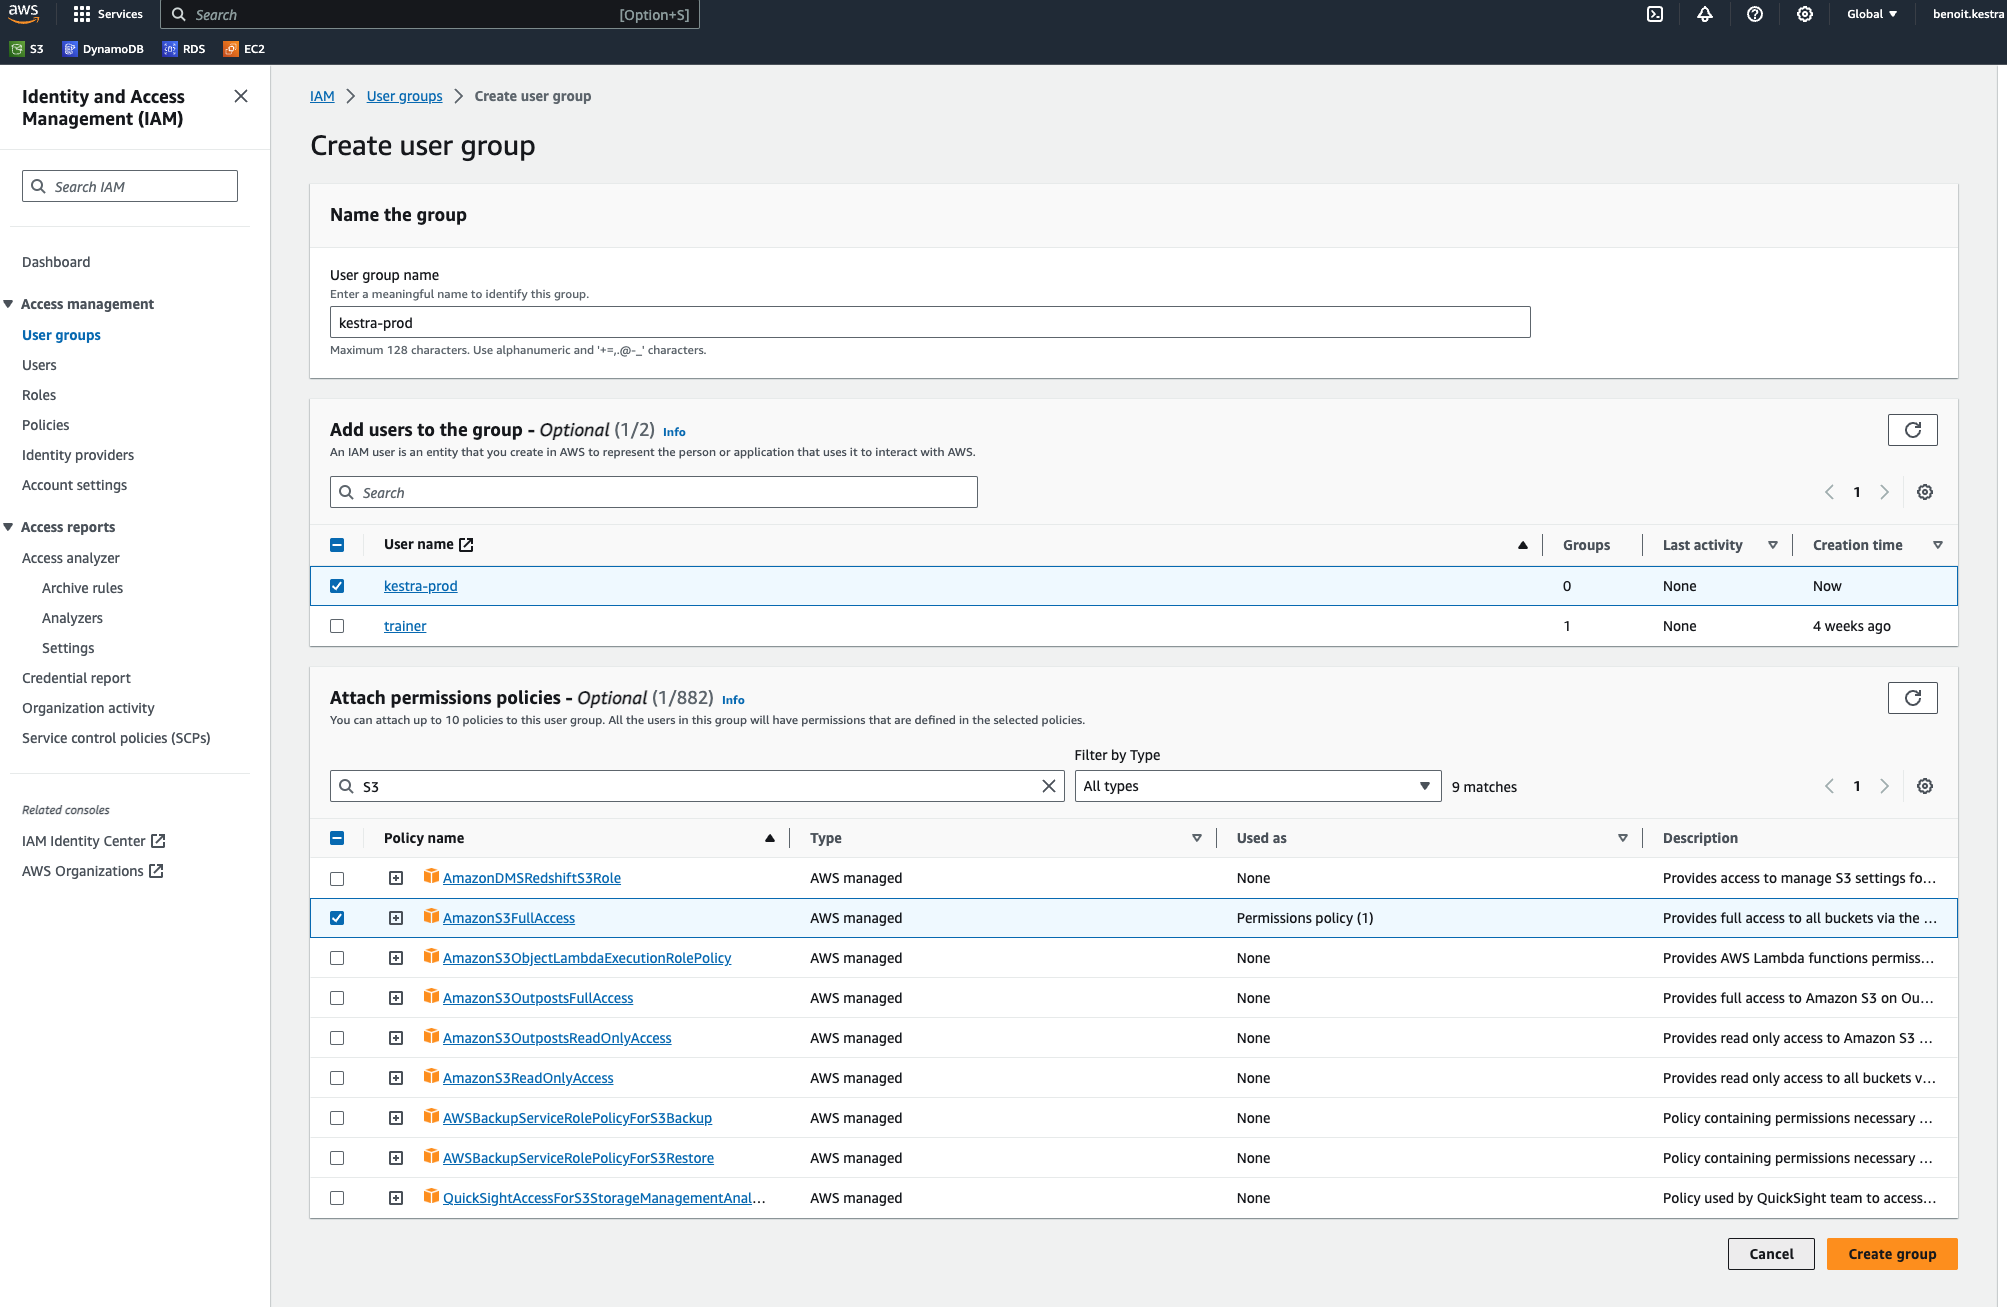 aws
Services
Search
[Option+S]
Global
benoit.kestra
S3
DynamoDB
RDS
EC2
Identity and Access
Management (IAM)
Search IAM
Dashboard
Access management
User groups
Users
Roles
Policies
Identity providers
Account settings
Access reports
Access analyzer
Archive rules
Analyzers
Settings
Credential report
Organization activity
Service control policies (SCPs)
Related consoles
IAM Identity Center
AWS Organizations
IAM > User groups > Create user group
Create user group
Name the group
User group name
Enter a meaningful name to identify this group.
kestra-prod
Maximum 128 characters. Use alphanumeric and '+=,.@-_' characters.
Add users to the group - Optional (1/2) Info
An IAM user is an entity that you create in AWS to represent the person or application that uses it to interact with AWS.
Search
1
User name
Groups
Last activity
Creation time
kestra-prod
0
None
Now
trainer
1
None
4 weeks ago
Attach permissions policies - Optional (1/882) Info
You can attach up to 10 policies to this user group. All the users in this group will have permissions that are defined in the selected policies.
Filter by Type
S3
All types
9 matches
1
Policy name
Type
Used as
Description
AmazonDMSRedshiftS3Role
AWS managed
None
Provides access to manage S3 settings fo...
AmazonS3FullAccess
AWS managed
Permissions policy (1)
Provides full access to all buckets via the ...
AmazonS3ObjectLambdaExecutionRolePolicy
AWS managed
None
Provides AWS Lambda functions permiss...
AmazonS3OutpostsFullAccess
AWS managed
None
Provides full access to Amazon S3 on Ou...
AmazonS3OutpostsReadOnlyAccess
AWS managed
None
Provides read only access to Amazon S3 ...
AmazonS3ReadOnlyAccess
AWS managed
None
Provides read only access to all buckets v...
AWSBackupServiceRolePolicyForS3Backup
AWS managed
None
Policy containing permissions necessary ...
AWSBackupServiceRolePolicyForS3Restore
AWS managed
None
Policy containing permissions necessary ...
QuickSightAccessForS3StorageManagementAnal...
AWS managed
None
Policy used by QuickSight team to access...
Cancel
Create group